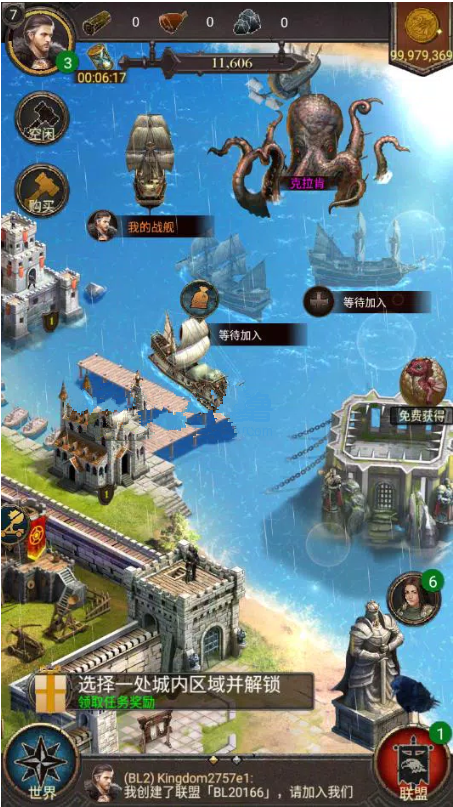 7
0
0
0
3
11,606
99,979,369
00:06:17
空闲
克拉肯
购买
我的战舰
等待加入
等待加入
1
免费获得
1
6
选择一处城内区域并解锁
领取任务奖励
1
世界
(BL2) Kingdom2757e1:
我创建了联盟「BL20166」，请加入我们
联盟